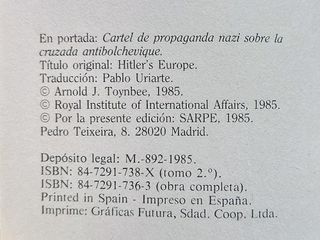 En portada: Cartel de propaganda nazi sobre la
cruzada antibolchevique.
Título original: Hitler's Europe.
Traducción: Pablo Uriarte.
© Arnold J. Toynbee, 1985.
© Royal Institute of International Affairs, 1985.
© Por la presente edición: SARPE, 1985.
Pedro Teixeira, 8. 28020 Madrid.
Depósito legal: M.-892-1985.
ISBN: 84-7291-738-X (tomo 2.º).
ISBN: 84-7291-736-3 (obra completa).
Printed in Spain - Impreso en España.
Imprime: Gráficas Futura, Sdad. Coop. Ltda.